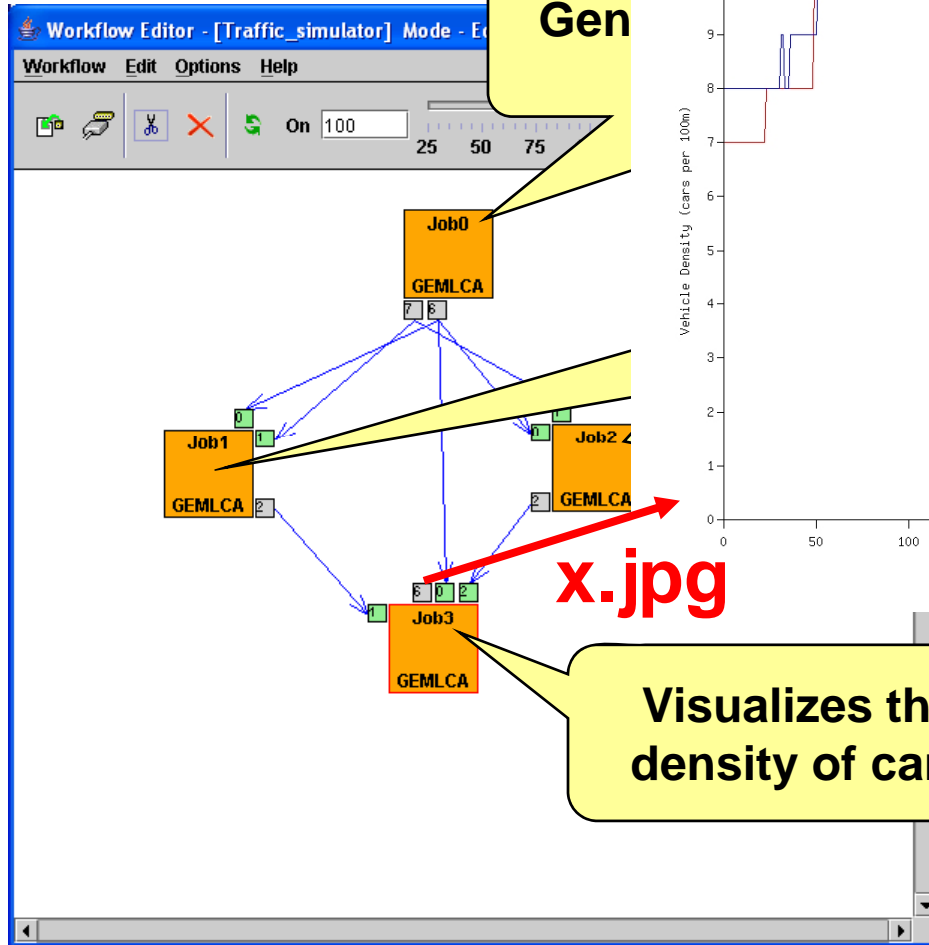 Workflow Editor - [Traffic_simulator] Mode - Ed
Workflow Edit Options Help
On 100
25 50 75
Gen
9
8
7
6
5
4
3
2
1
0
Vehicle Density (cars per 100m)
0 50 100
Job0
GEMLCA
7 6
0
1
Job1
GEMLCA
2
1
0
Job2
GEMLCA
2
x.jpg
6 0 2
1
Job3
GEMLCA
Visualizes th
density of ca